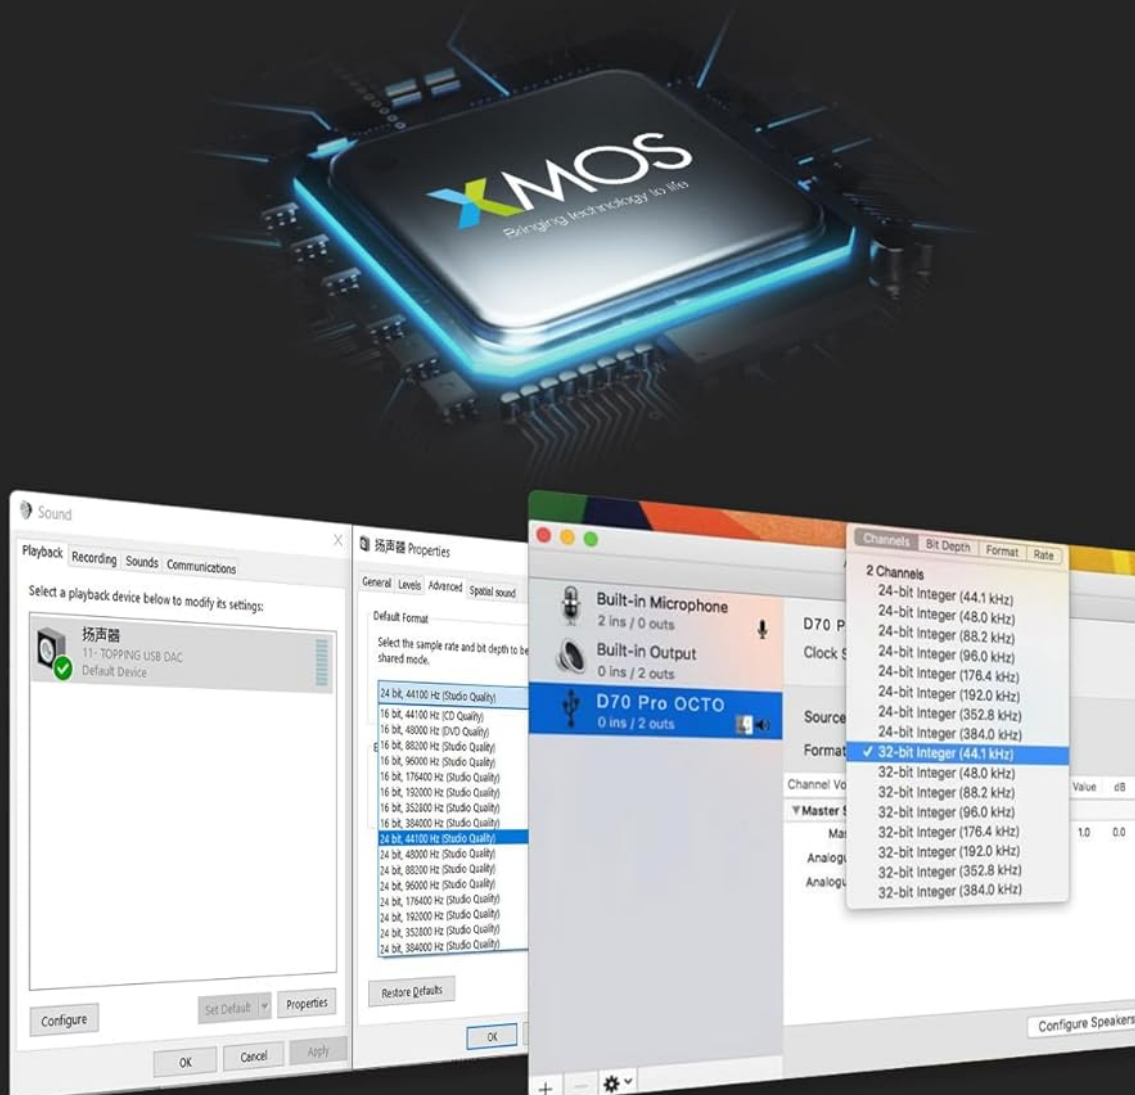 XMOS
Bringing technology to life
Sound
Playback Recording Sounds Communications
Select a playback device below to modify its settings:
扬声器
11- TOPPING USB DAC
Default Device
Configure
Set Default
Properties
OK
Cancel
Apply
扬声器 Properties
General Levels Advanced Spatial sound
Default Format
Select the sample rate and bit depth to be
shared mode.
24 bit, 44100 Hz (Studio Quality)
16 bit, 44100 Hz (CD Quality)
16 bit, 48000 Hz (DVD Quality)
16 bit, 88200 Hz (Studio Quality)
16 bit, 96000 Hz (Studio Quality)
16 bit, 176400 Hz (Studio Quality)
16 bit, 192000 Hz (Studio Quality)
16 bit, 352800 Hz (Studio Quality)
16 bit, 384000 Hz (Studio Quality)
24 bit, 44100 Hz (Studio Quality)
24 bit, 48000 Hz (Studio Quality)
24 bit, 88200 Hz (Studio Quality)
24 bit, 96000 Hz (Studio Quality)
24 bit, 176400 Hz (Studio Quality)
24 bit, 192000 Hz (Studio Quality)
24 bit, 352800 Hz (Studio Quality)
24 bit, 384000 Hz (Studio Quality)
Restore Defaults
OK
Built-in Microphone
2 ins / 0 outs
Built-in Output
0 ins / 2 outs
D70 Pro OCTO
0 ins / 2 outs
D70 P
Clock S
Source
Format
Channel Vo
Value dB
Master S
Mas
1.0 0.0
Analogu
Analogu
Channels Bit Depth Format Rate
2 Channels
24-bit Integer (44.1 kHz)
24-bit Integer (48.0 kHz)
24-bit Integer (88.2 kHz)
24-bit Integer (96.0 kHz)
24-bit Integer (176.4 kHz)
24-bit Integer (192.0 kHz)
24-bit Integer (352.8 kHz)
24-bit Integer (384.0 kHz)
✓ 32-bit Integer (44.1 kHz)
32-bit Integer (48.0 kHz)
32-bit Integer (88.2 kHz)
32-bit Integer (96.0 kHz)
32-bit Integer (176.4 kHz)
32-bit Integer (192.0 kHz)
32-bit Integer (352.8 kHz)
32-bit Integer (384.0 kHz)
Configure Speakers